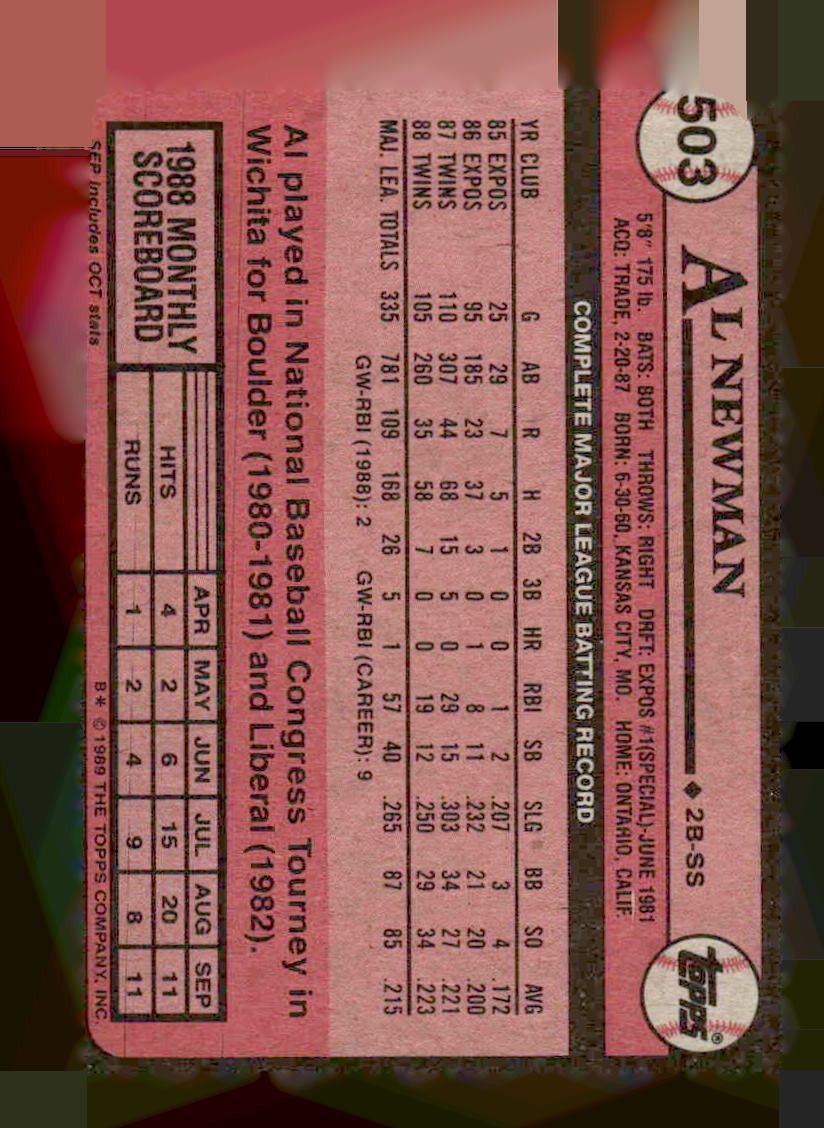 503
AL NEWMAN ◆ 2B-SS
topps®
5'8" 175 lb. BATS: BOTH THROWS: RIGHT DRFT: EXPOS #1(SPECIAL)-JUNE 1981
ACQ: TRADE, 2-20-87 BORN: 6-30-60, KANSAS CITY, MO. HOME: ONTARIO, CALIF.
COMPLETE MAJOR LEAGUE BATTING RECORD
YR CLUB G AB R H 2B 3B HR RBI SB SLG BB SO AVG
85 EXPOS 25 29 7 5 1 0 0 1 2 .207 3 4 .172
86 EXPOS 95 185 23 37 3 0 1 8 11 .232 21 20 .200
87 TWINS 110 307 44 68 15 5 0 29 15 .303 34 27 .221
88 TWINS 105 260 35 58 7 0 0 19 12 .250 29 34 .223
MAJ. LEA. TOTALS 335 781 109 168 26 5 1 57 40 .265 87 85 .215
GW-RBI (1988): 2 GW-RBI (CAREER): 9
Al played in National Baseball Congress Tourney in
Wichita for Boulder (1980-1981) and Liberal (1982).
1988 MONTHLY
SCOREBOARD
APR MAY JUN JUL AUG SEP
HITS 4 2 6 15 20 11
RUNS 1 2 4 9 8 11
SEP includes OCT stats B* © 1989 THE TOPPS COMPANY, INC.